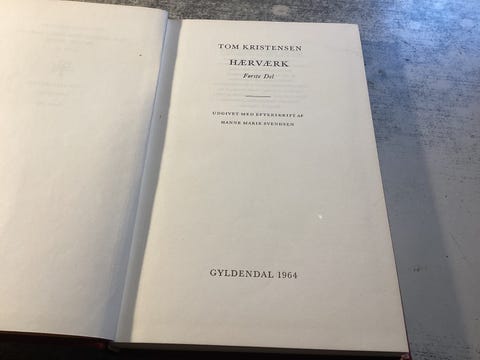 TOM KRISTENSEN
HÆRVÆRK
Første Del
UDGIVET MED EFTERSKRIFT AF
HANNE MARIE SVENDSEN
GYLDENDAL 1964